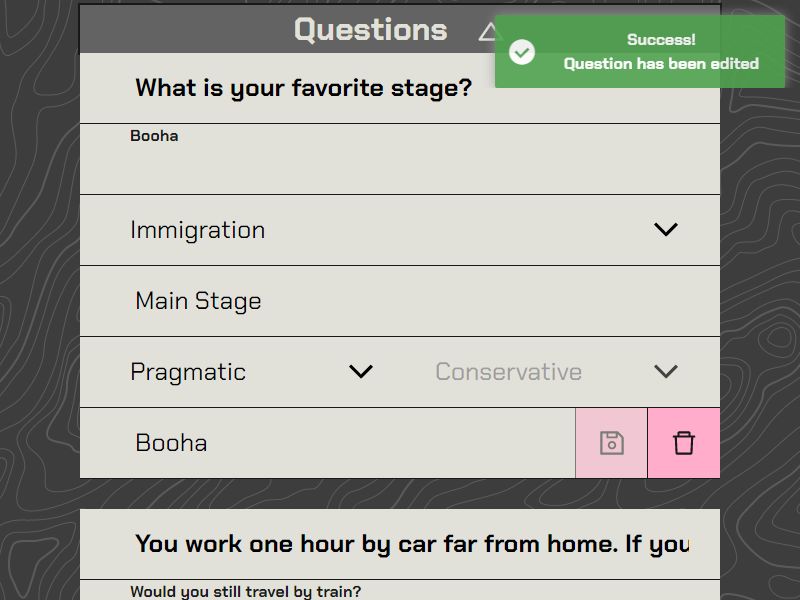 Questions
Success!
Question has been edited
What is your favorite stage?
Booha
Immigration
Main Stage
Pragmatic
Conservative
Booha
You work one hour by car far from home. If you
Would you still travel by train?